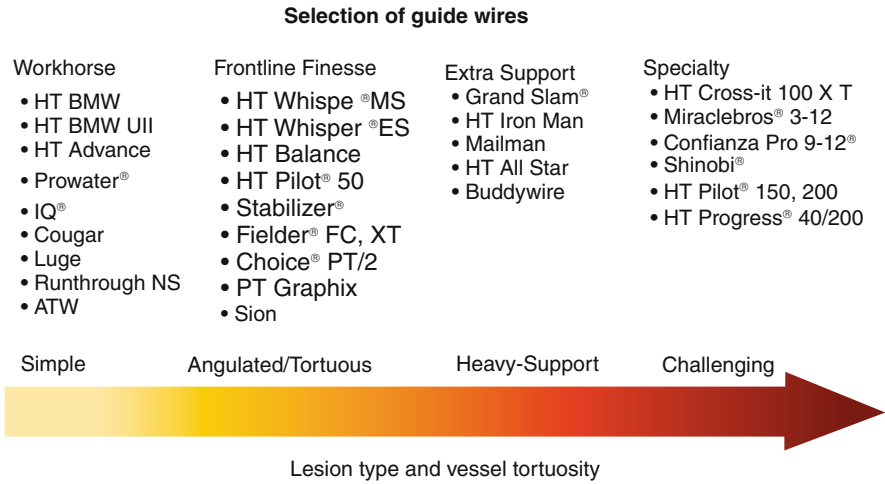 Selection of guide wires
Workhorse
• HT BMW
• HT BMW UII
• HT Advance
• Prowater®
• IQ®
• Cougar
• Luge
• Runthrough NS
• ATW
Frontline Finesse
• HT Whispe ®MS
• HT Whisper ®ES
• HT Balance
• HT Pilot® 50
• Stabilizer®
• Fielder® FC, XT
• Choice® PT/2
• PT Graphix
• Sion
Extra Support
• Grand Slam®
• HT Iron Man
• Mailman
• HT All Star
• Buddywire
Specialty
• HT Cross-it 100 X T
• Miraclebros® 3-12
• Confianza Pro 9-12®
• Shinobi®
• HT Pilot® 150, 200
• HT Progress® 40/200
Simple
Angulated/Tortuous
Heavy-Support
Challenging
Lesion type and vessel tortuosity